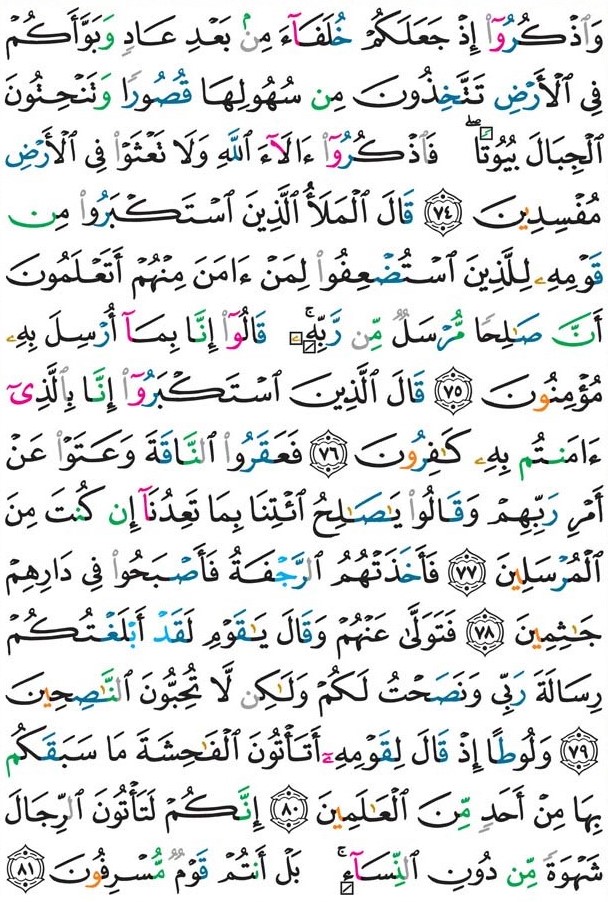 وَٱذۡكُرُوٓاْ إِذۡ جَعَلَكُمۡ خُلَفَآءَ مِنۢ بَعۡدِ عَادٖ وَبَوَّأَكُمۡ
فِي ٱلۡأَرۡضِ تَتَّخِذُونَ مِن سُهُولِهَا قُصُورٗا وَتَنۡحِتُونَ
ٱلۡجِبَالَ بُيُوتٗاۖ فَٱذۡكُرُوٓاْ ءَالَآءَ ٱللَّهِ وَلَا تَعۡثَوۡاْ فِي ٱلۡأَرۡضِ
مُفۡسِدِينَ ٧٤ قَالَ ٱلۡمَلَأُ ٱلَّذِينَ ٱسۡتَكۡبَرُواْ مِن
قَوۡمِهِۦ لِلَّذِينَ ٱسۡتُضۡعِفُواْ لِمَنۡ ءَامَنَ مِنۡهُمۡ أَتَعۡلَمُونَ
أَنَّ صَٰلِحٗا مُّرۡسَلٞ مِّن رَّبِّهِۦۚ قَالُوٓاْ إِنَّا بِمَآ أُرۡسِلَ بِهِۦ
مُؤۡمِنُونَ ٧٥ قَالَ ٱلَّذِينَ ٱسۡتَكۡبَرُوٓاْ إِنَّا بِٱلَّذِيٓ
ءَامَنتُم بِهِۦ كَٰفِرُونَ ٧٦ فَعَقَرُواْ ٱلنَّاقَةَ وَعَتَوۡاْ عَنۡ
أَمۡرِ رَبِّهِمۡ وَقَالُواْ يَٰصَٰلِحُ ٱئۡتِنَا بِمَا تَعِدُنَآ إِن كُنتَ مِنَ
ٱلۡمُرۡسَلِينَ ٧٧ فَأَخَذَتۡهُمُ ٱلرَّجۡفَةُ فَأَصۡبَحُواْ فِي دَارِهِمۡ
جَٰثِمِينَ ٧٨ فَتَوَلَّىٰ عَنۡهُمۡ وَقَالَ يَٰقَوۡمِ لَقَدۡ أَبۡلَغۡتُكُمۡ
رِسَالَةَ رَبِّي وَنَصَحۡتُ لَكُمۡ وَلَٰكِن لَّا تُحِبُّونَ ٱلنَّٰصِحِينَ
٧٩ وَلُوطًا إِذۡ قَالَ لِقَوۡمِهِۦٓ أَتَأۡتُونَ ٱلۡفَٰحِشَةَ مَا سَبَقَكُم
بِهَا مِنۡ أَحَدٖ مِّنَ ٱلۡعَٰلَمِينَ ٨٠ إِنَّكُمۡ لَتَأۡتُونَ ٱلرِّجَالَ
شَهۡوَةٗ مِّن دُونِ ٱلنِّسَآءِۚ بَلۡ أَنتُمۡ قَوۡمٞ مُّسۡرِفُونَ ٨١